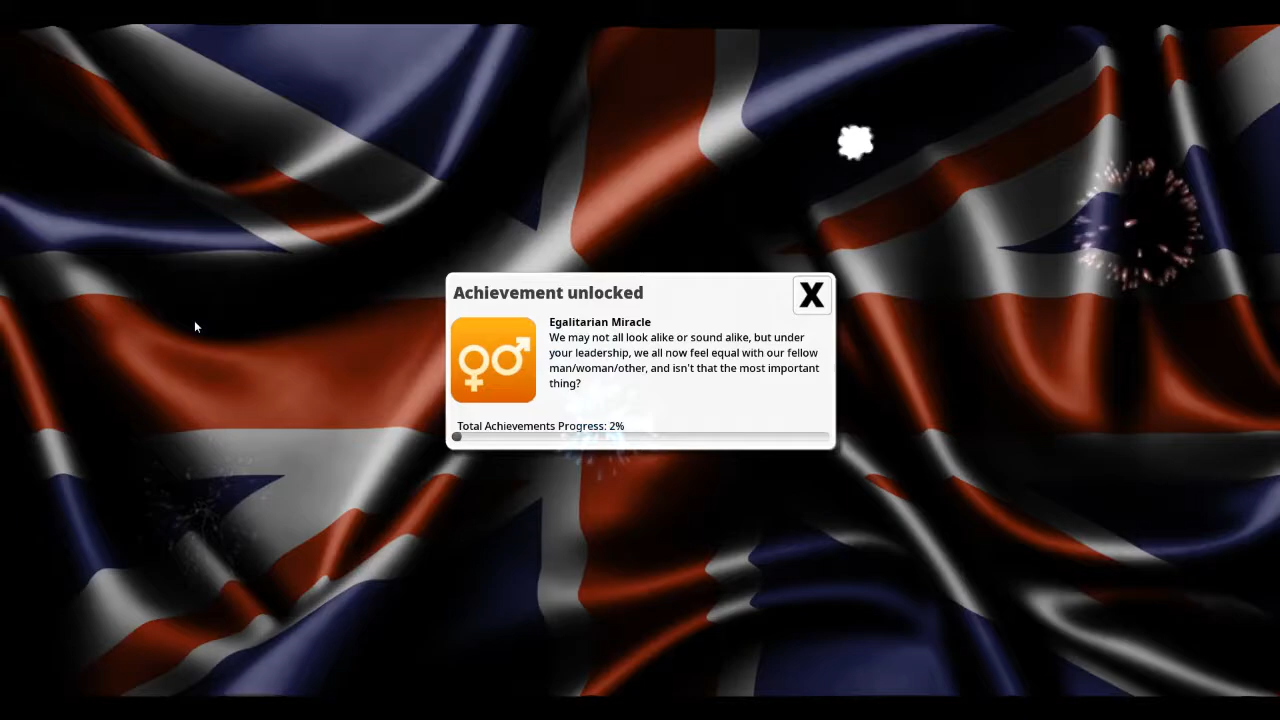 Achievement unlocked
X
Egalitarian Miracle
We may not all look alike or sound alike, but under
your leadership, we all now feel equal with our fellow
man/woman/other, and isn't that the most important
thing?
Total Achievements Progress: 2%